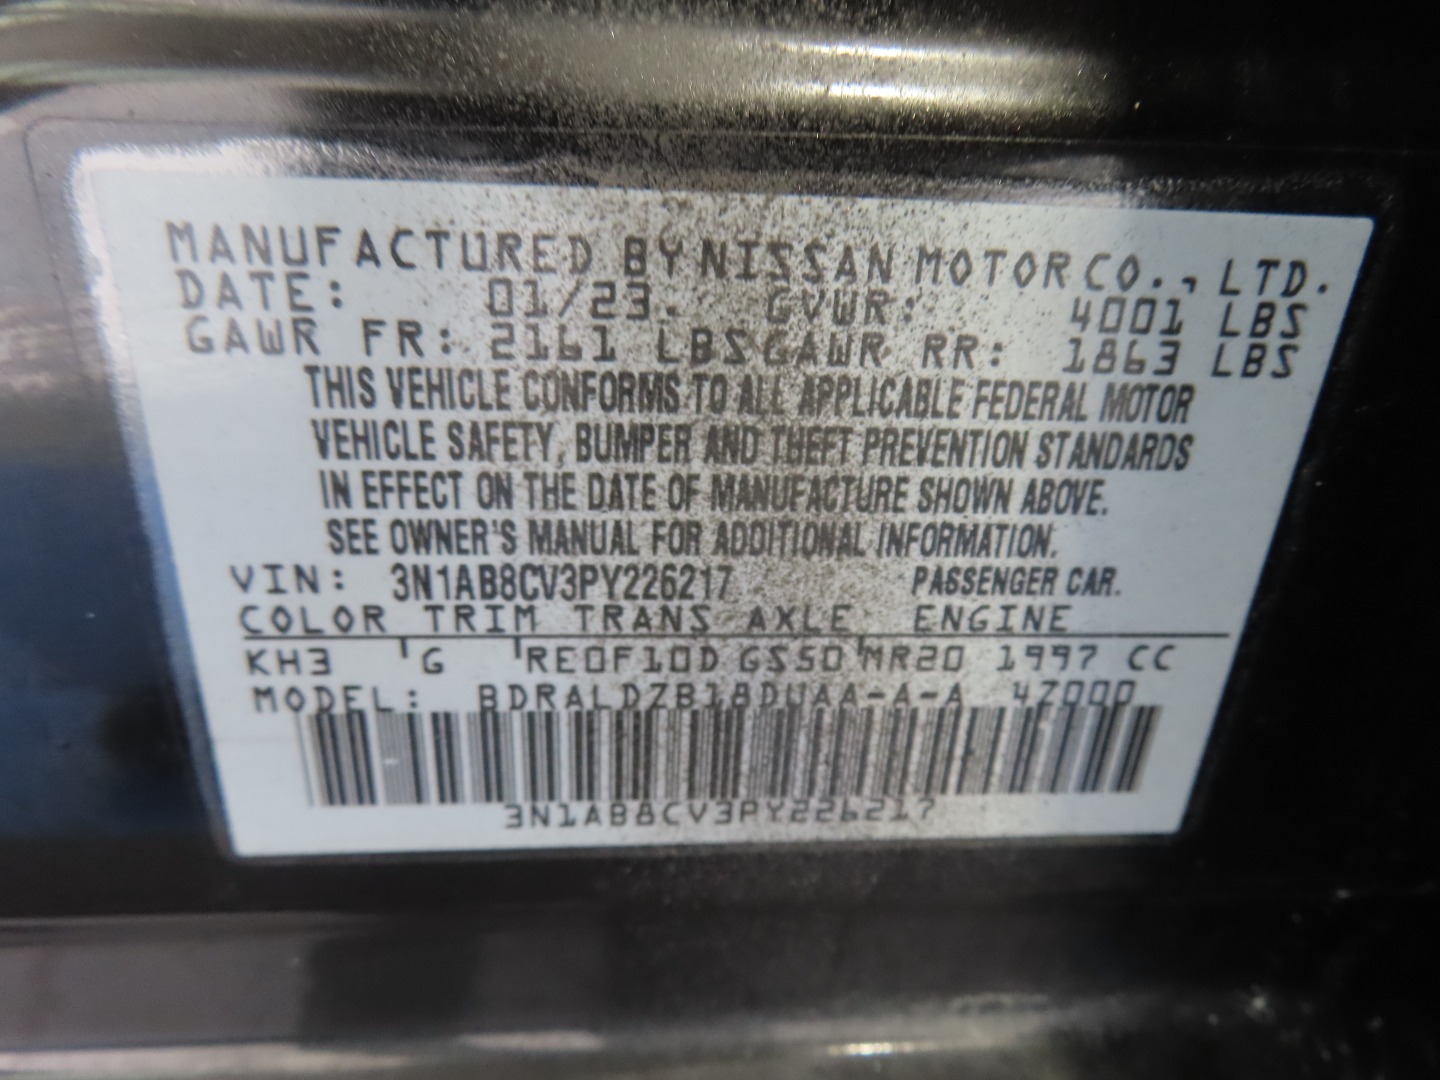 MANUFACTURED BY NISSAN MOTOR CO., LTD.
DATE: 01/23. GVWR: 4001 LBS
GAWR FR: 2161 LBS GAWR RR: 1863 LBS
THIS VEHICLE CONFORMS TO ALL APPLICABLE FEDERAL MOTOR
VEHICLE SAFETY, BUMPER AND THEFT PREVENTION STANDARDS
IN EFFECT ON THE DATE OF MANUFACTURE SHOWN ABOVE.
SEE OWNER'S MANUAL FOR ADDITIONAL INFORMATION.
VIN: 3N1AB8CV3PY226217 PASSENGER CAR.
COLOR TRIM TRANS AXLE ENGINE
KH3 G RE0F10D GS50 MR20 1997 CC
MODEL: BDRALDZB18DUAA-A-A 4Z000
3N1AB8CV3PY226217